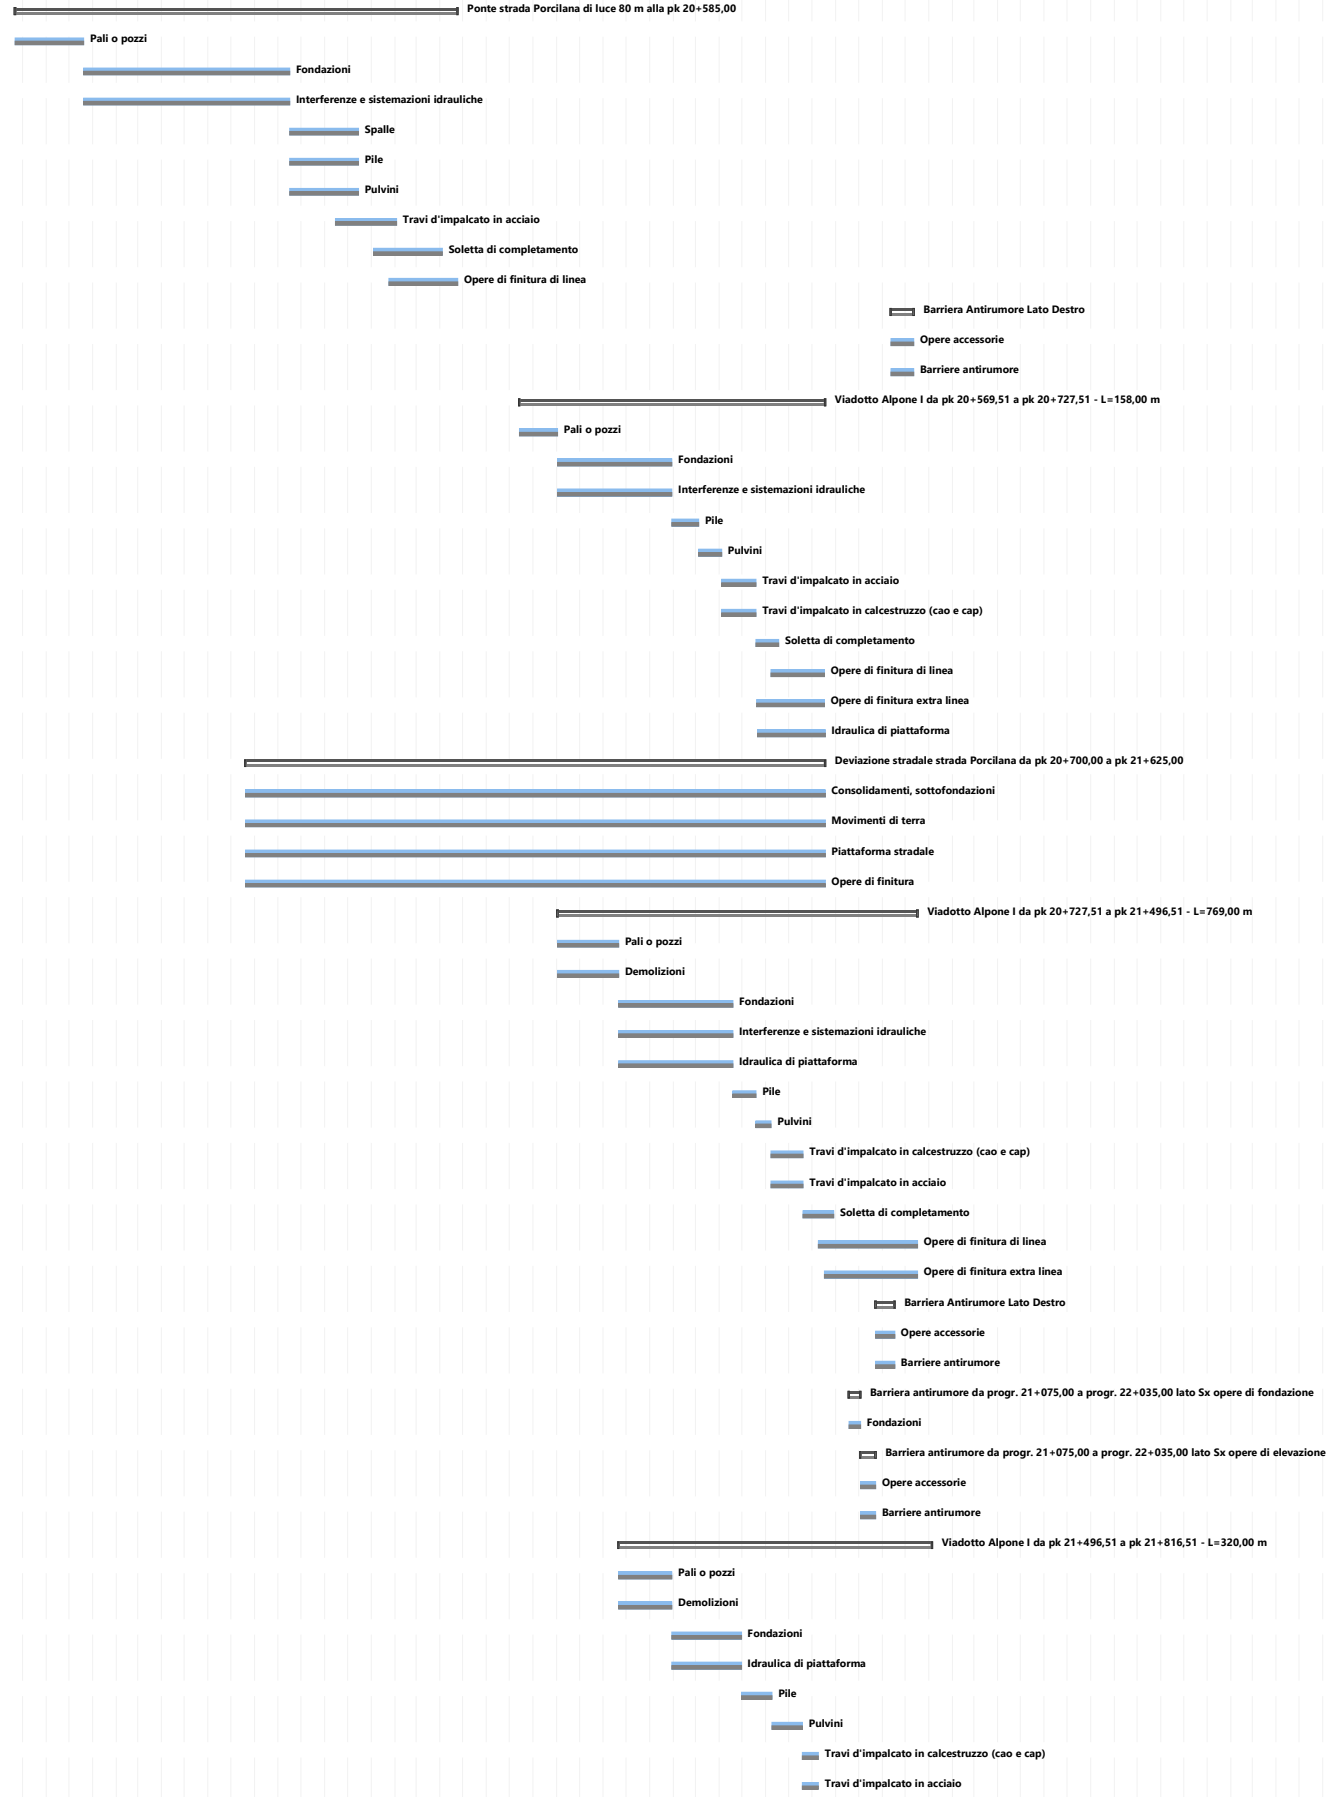 Ponte strada Porcilana di luce 80 m alla pk 20+585,00
Pali o pozzi
Fondazioni
Interferenze e sistemazioni idrauliche
Spalle
Pile
Pulvini
Travi d'impalcato in acciaio
Soletta di completamento
Opere di finitura di linea
Barriera Antirumore Lato Destro
Opere accessorie
Barriere antirumore
Viadotto Alpone I da pk 20+569,51 a pk 20+727,51 - L=158,00 m
Pali o pozzi
Fondazioni
Interferenze e sistemazioni idrauliche
Pile
Pulvini
Travi d'impalcato in acciaio
Travi d'impalcato in calcestruzzo (cao e cap)
Soletta di completamento
Opere di finitura di linea
Opere di finitura extra linea
Idraulica di piattaforma
Deviazione stradale strada Porcilana da pk 20+700,00 a pk 21+625,00
Consolidamenti, sottofondazioni
Movimenti di terra
Piattaforma stradale
Opere di finitura
Viadotto Alpone I da pk 20+727,51 a pk 21+496,51 - L=769,00 m
Pali o pozzi
Demolizioni
Fondazioni
Interferenze e sistemazioni idrauliche
Idraulica di piattaforma
Pile
Pulvini
Travi d'impalcato in calcestruzzo (cao e cap)
Travi d'impalcato in acciaio
Soletta di completamento
Opere di finitura di linea
Opere di finitura extra linea
Barriera Antirumore Lato Destro
Opere accessorie
Barriere antirumore
Barriera antirumore da progr. 21+075,00 a progr. 22+035,00 lato Sx opere di fondazione
Fondazioni
Barriera antirumore da progr. 21+075,00 a progr. 22+035,00 lato Sx opere di elevazione
Opere accessorie
Barriere antirumore
Viadotto Alpone I da pk 21+496,51 a pk 21+816,51 - L=320,00 m
Pali o pozzi
Demolizioni
Fondazioni
Idraulica di piattaforma
Pile
Pulvini
Travi d'impalcato in calcestruzzo (cao e cap)
Travi d'impalcato in acciaio